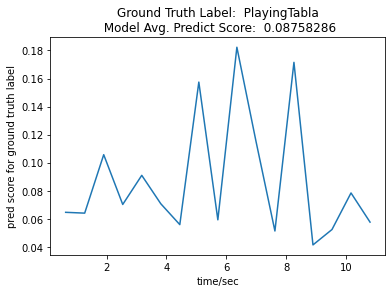 Ground Truth Label:  PlayingTabla
Model Avg. Predict Score:  0.08758286
pred score for ground truth label
0.18
0.16
0.14
0.12
0.10
0.08
0.06
0.04
2 4 6 8 10
time/sec